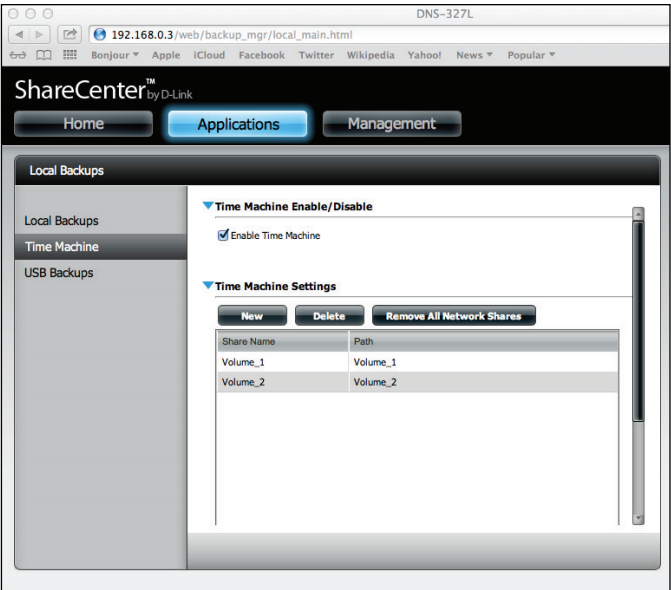 DNS-327L
192.168.0.3/web/backup_mgr/local_main.html
Bonjour Apple iCloud Facebook Twitter Wikipedia Yahoo! News Popular
ShareCenter™ by D-Link
Home Applications Management
Local Backups
Local Backups
Time Machine
USB Backups
Time Machine Enable/Disable
Enable Time Machine
Time Machine Settings
New Delete Remove All Network Shares
Share Name Path
Volume_1 Volume_1
Volume_2 Volume_2